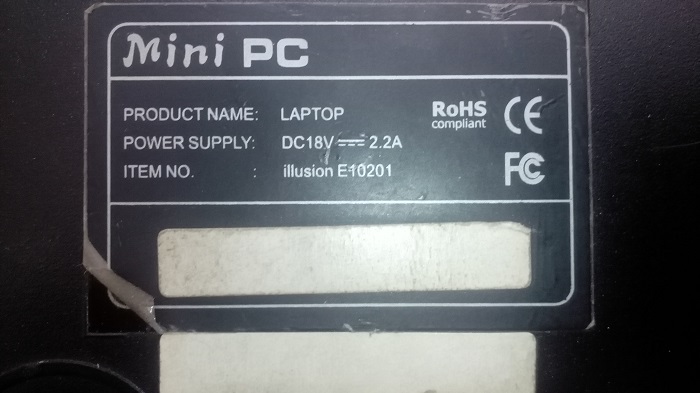 Mini PC
PRODUCT NAME: LAPTOP RoHS compliant CE
POWER SUPPLY: DC18V ⎓ 2.2A
ITEM NO. : illusion E10201 FC